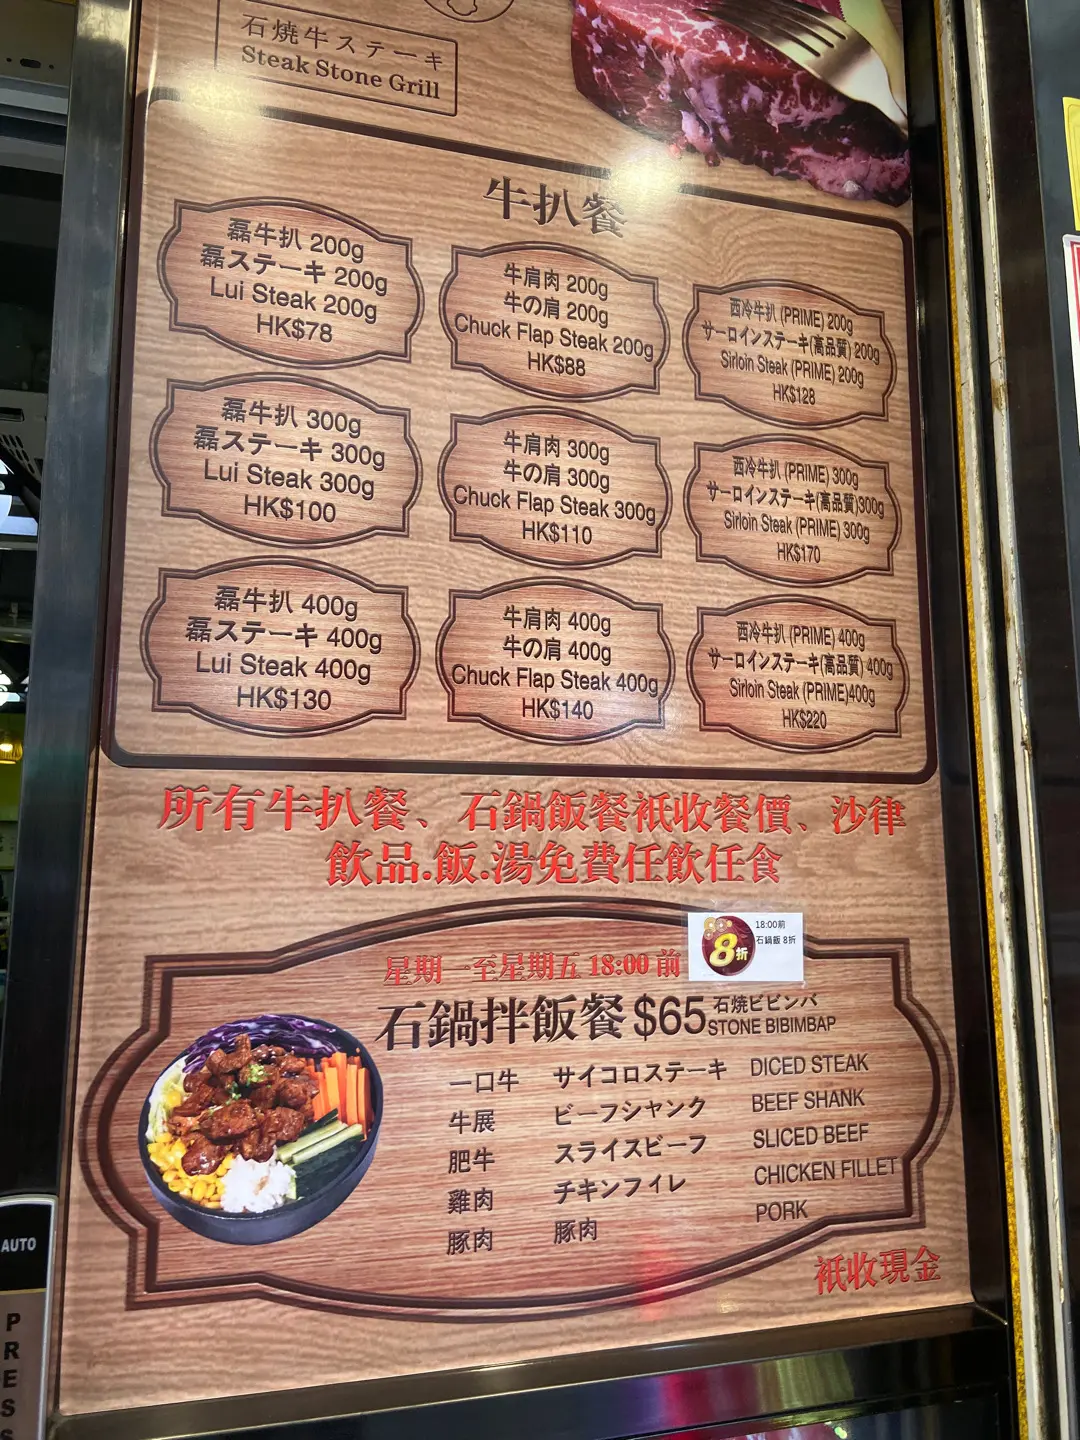 石焼牛ステーキ
Steak Stone Grill
牛扒餐
磊牛扒 200g
磊ステーキ 200g
Lui Steak 200g
HK$78
牛肩肉 200g
牛の肩 200g
Chuck Flap Steak 200g
HK$88
西冷牛扒 (PRIME) 200g
サーロインステーキ(高品質) 200g
Sirloin Steak (PRIME) 200g
HK$128
磊牛扒 300g
磊ステーキ 300g
Lui Steak 300g
HK$100
牛肩肉 300g
牛の肩 300g
Chuck Flap Steak 300g
HK$110
西冷牛扒 (PRIME) 300g
サーロインステーキ(高品質)300g
Sirloin Steak (PRIME) 300g
HK$170
磊牛扒 400g
磊ステーキ 400g
Lui Steak 400g
HK$130
牛肩肉 400g
牛の肩 400g
Chuck Flap Steak 400g
HK$140
西冷牛扒 (PRIME) 400g
サーロインステーキ(高品質) 400g
Sirloin Steak (PRIME)400g
HK$220
所有牛扒餐、石鍋飯餐祇收餐價、沙律
飲品.飯.湯免費任飲任食
星期一至星期五 18:00 前
8折
18:00前
石鍋飯 8折
石鍋拌飯餐 $65 石焼ビビンバ
STONE BIBIMBAP
一口牛 サイコロステーキ DICED STEAK
牛展 ビーフシャンク BEEF SHANK
肥牛 スライスビーフ SLICED BEEF
雞肉 チキンフィレ CHICKEN FILLET
豚肉 豚肉 PORK
祇收現金
AUTO
PRESS